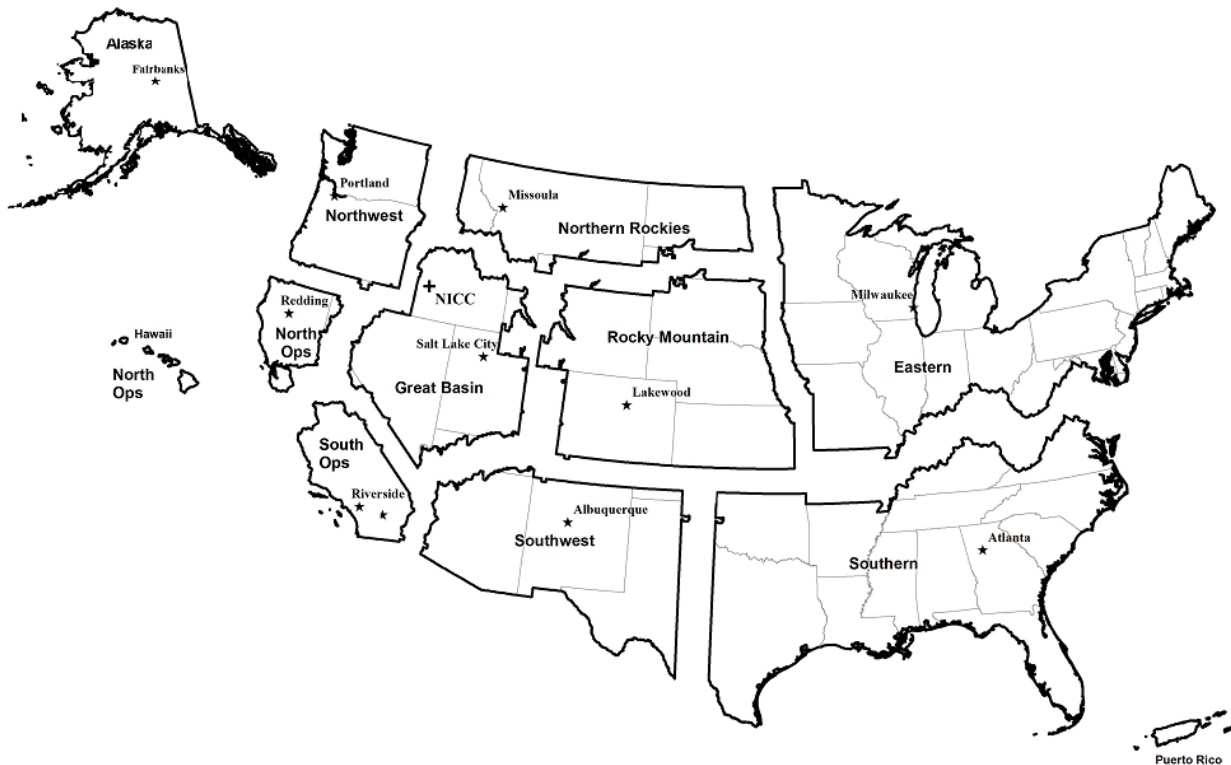 Alaska
Fairbanks
Portland
Northwest
Missoula
Northern Rockies
Redding
North
Ops
NICC
Salt Lake City
Great Basin
Rocky Mountain
Lakewood
Milwaukee
Eastern
Hawaii
North
Ops
South
Ops
Riverside
Albuquerque
Southwest
Southern
Atlanta
Puerto Rico